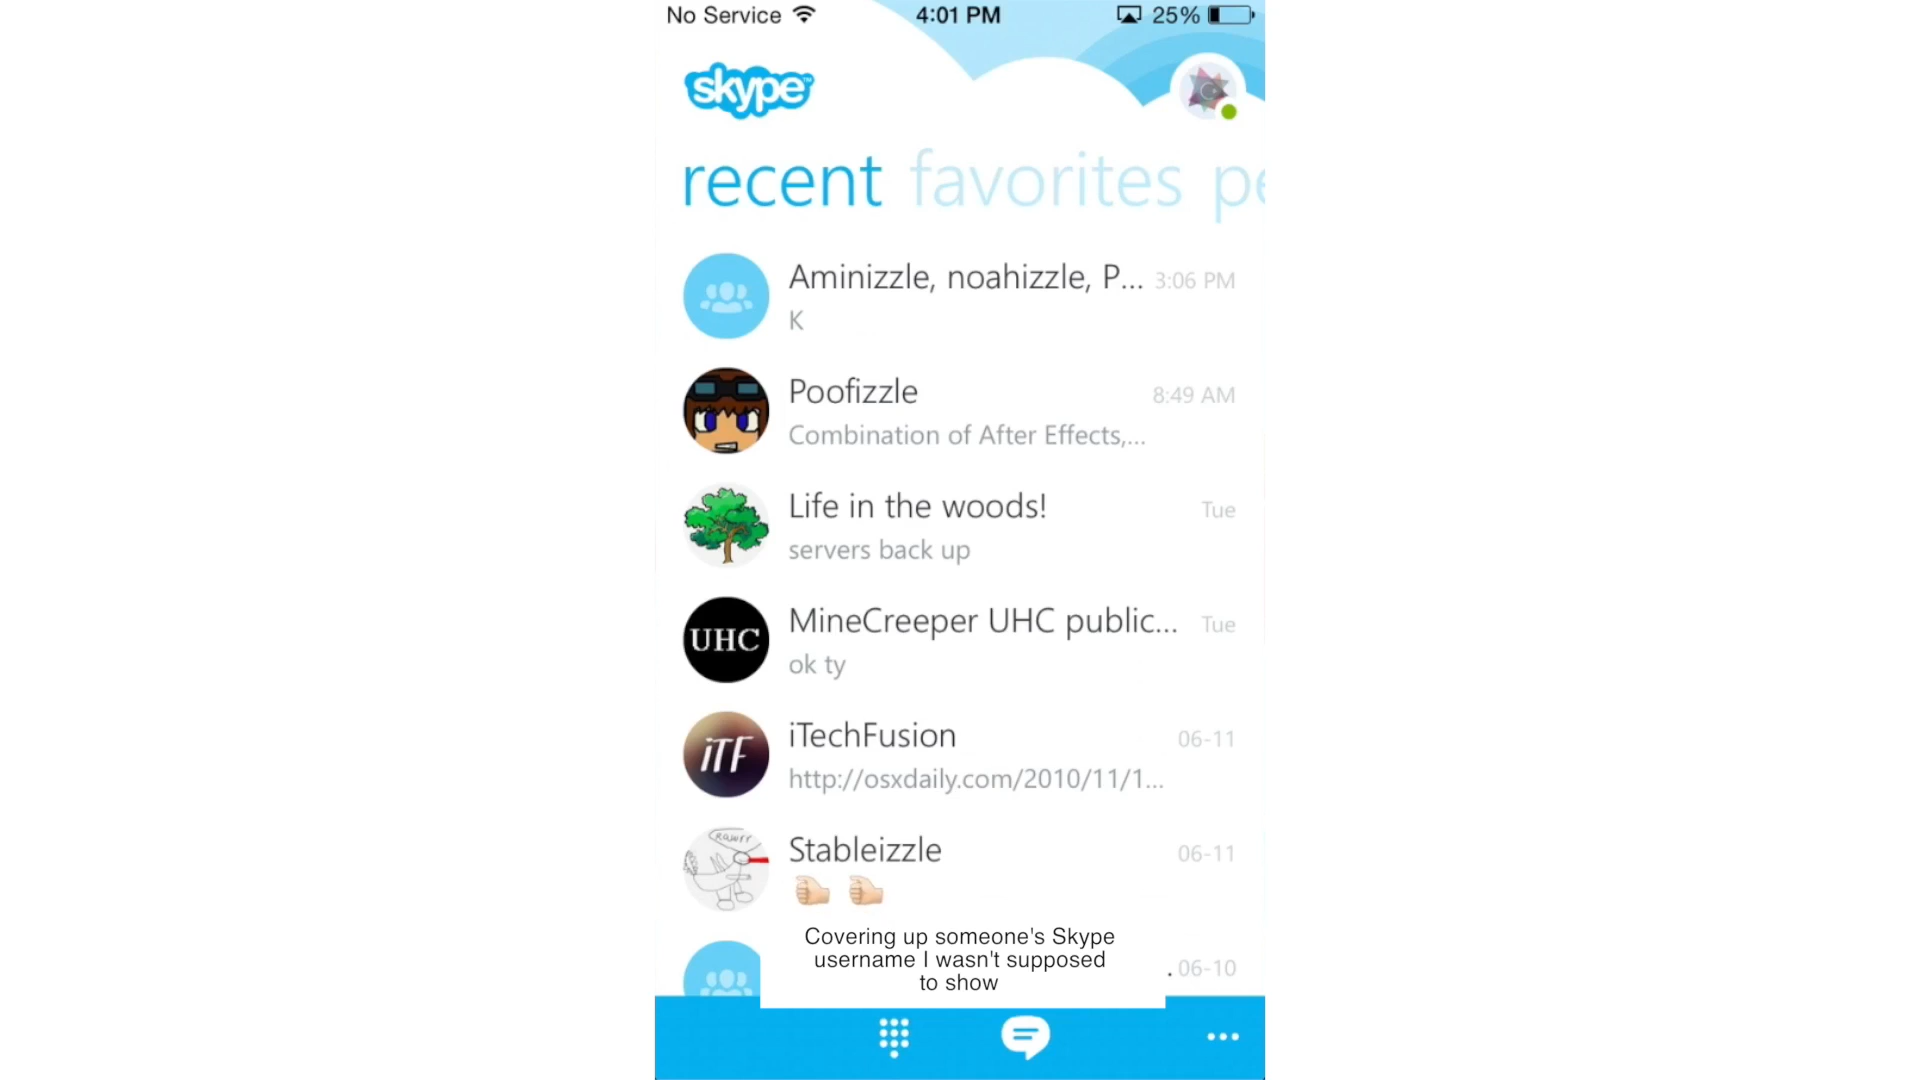 No Service 4:01 PM 25%
skype™
recent favorites pe
Aminizzle, noahizzle, P... 3:06 PM
K
Poofizzle 8:49 AM
Combination of After Effects,...
Life in the woods! Tue
servers back up
UHC
MineCreeper UHC public... Tue
ok ty
iTF
iTechFusion 06-11
http://osxdaily.com/2010/11/1...
Stableizzle 06-11
Covering up someone's Skype
username I wasn't supposed
to show
. 06-10